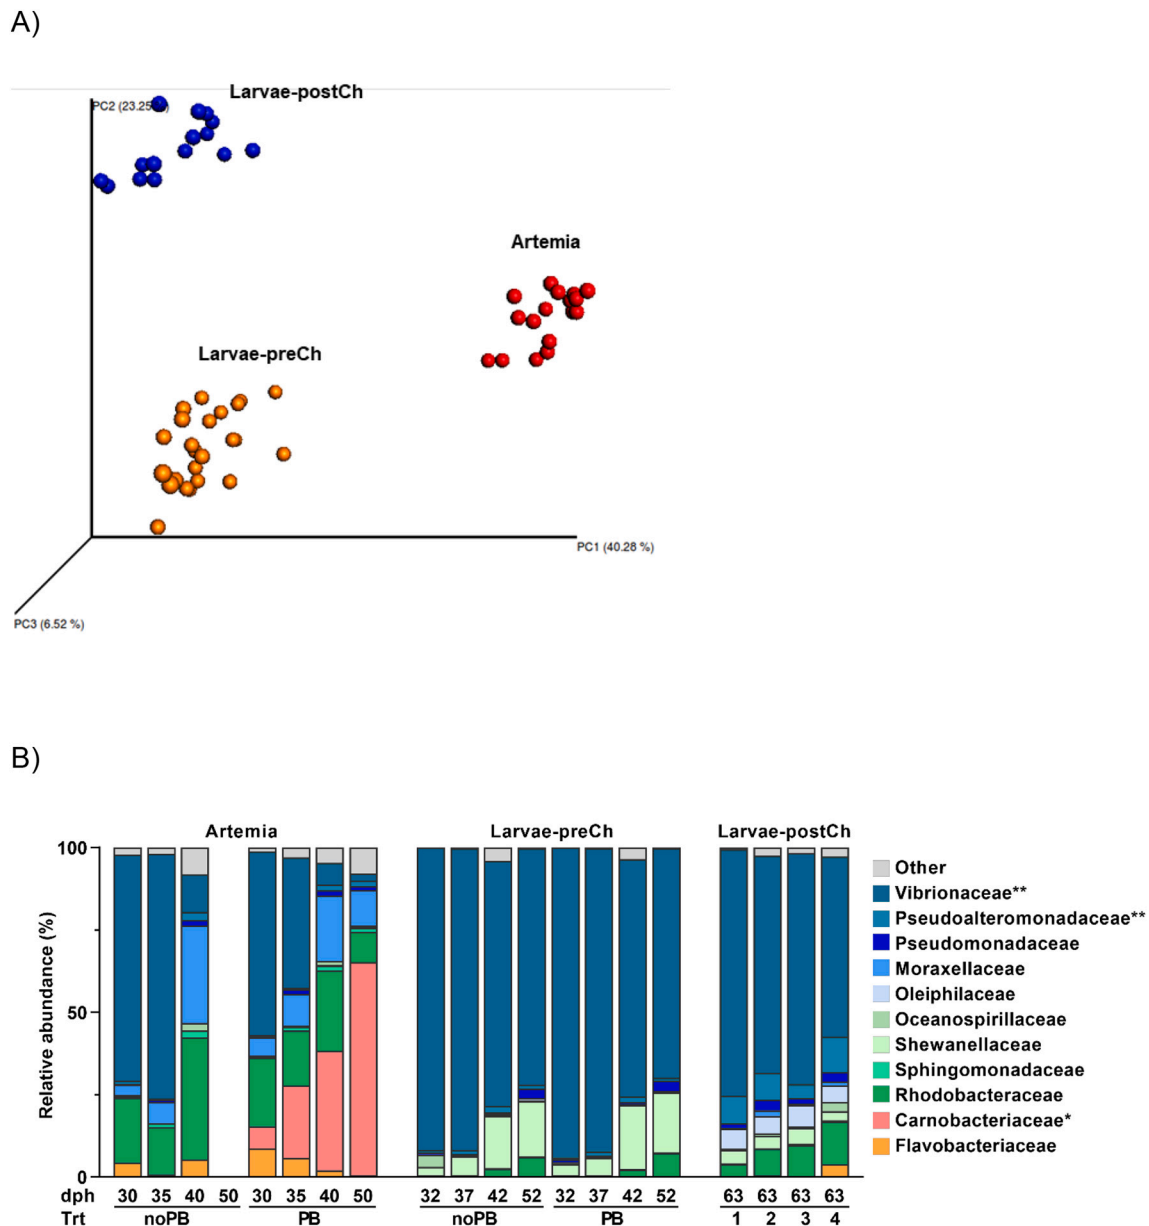 A)
Larvae-postCh
PC2 (23.25
Artemia
Larvae-preCh
PC1 (40.28 %)
PC3 (6.52 %)
B)
Artemia Larvae-preCh Larvae-postCh
Relative abundance (%)
100
50
0
Other
Vibrionaceae**
Pseudoalteromonadaceae**
Pseudomonadaceae
Moraxellaceae
Oleiphilaceae
Oceanospirillaceae
Shewanellaceae
Sphingomonadaceae
Rhodobacteraceae
Carnobacteriaceae*
Flavobacteriaceae
dph 30 35 40 50 30 35 40 50 32 37 42 52 32 37 42 52 63 63 63 63
Trt noPB PB noPB PB 1 2 3 4